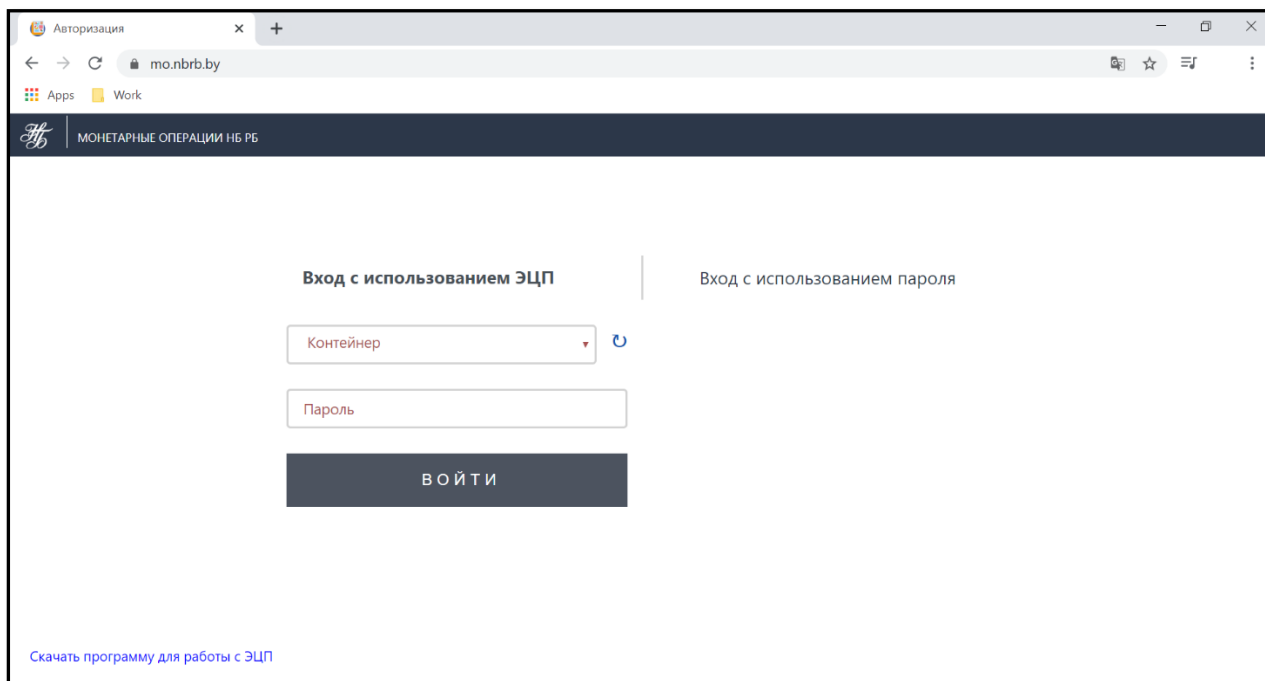 Авторизация
mo.nbrb.by
Apps Work
НБ МОНЕТАРНЫЕ ОПЕРАЦИИ НБ РБ
Вход с использованием ЭЦП
Вход с использованием пароля
Контейнер
Пароль
ВОЙТИ
Скачать программу для работы с ЭЦП